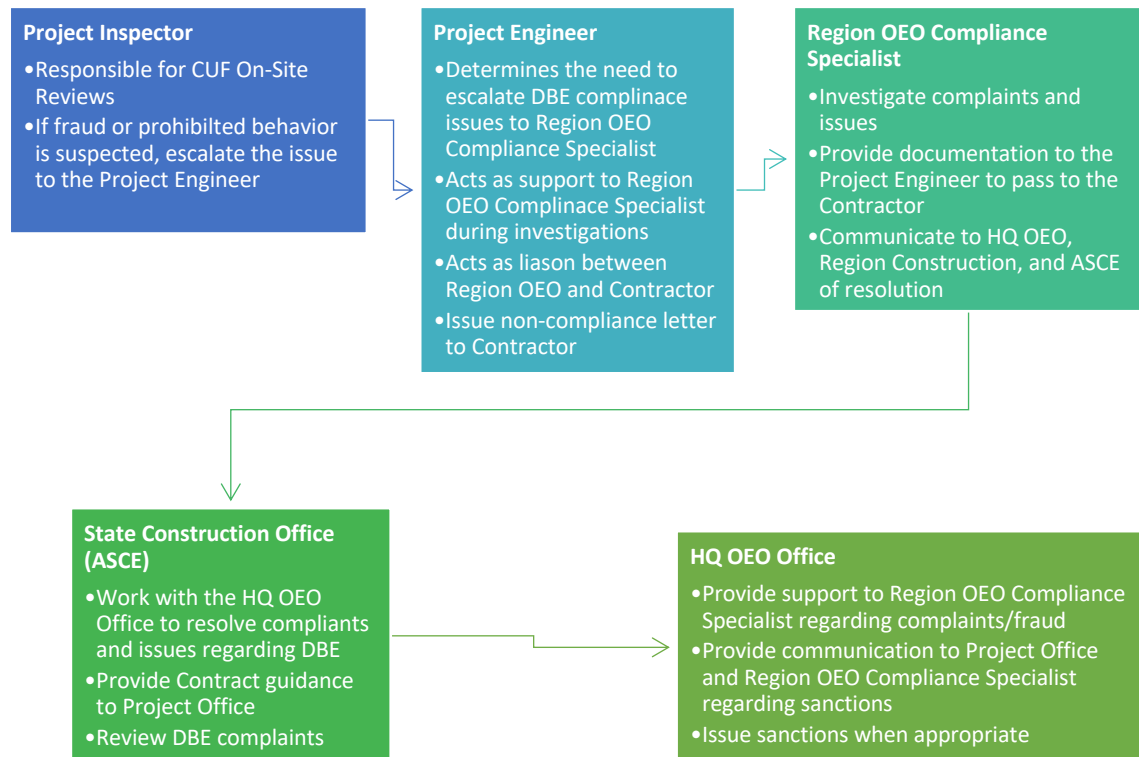 Project Inspector
•Responsible for CUF On-Site
Reviews
•If fraud or prohibilted behavior
is suspected, escalate the issue
to the Project Engineer
Project Engineer
•Determines the need to
escalate DBE complinace
issues to Region OEO
Compliance Specialist
•Acts as support to Region
OEO Complinace Specialist
during investigations
•Acts as liason between
Region OEO and Contractor
•Issue non-compliance letter
to Contractor
Region OEO Compliance
Specialist
•Investigate complaints and
issues
•Provide documentation to the
Project Engineer to pass to the
Contractor
•Communicate to HQ OEO,
Region Construction, and ASCE
of resolution
State Construction Office
(ASCE)
•Work with the HQ OEO
Office to resolve compliants
and issues regarding DBE
•Provide Contract guidance
to Project Office
•Review DBE complaints
HQ OEO Office
•Provide support to Region OEO Compliance
Specialist regarding complaints/fraud
•Provide communication to Project Office
and Region OEO Compliance Specialist
regarding sanctions
•Issue sanctions when appropriate